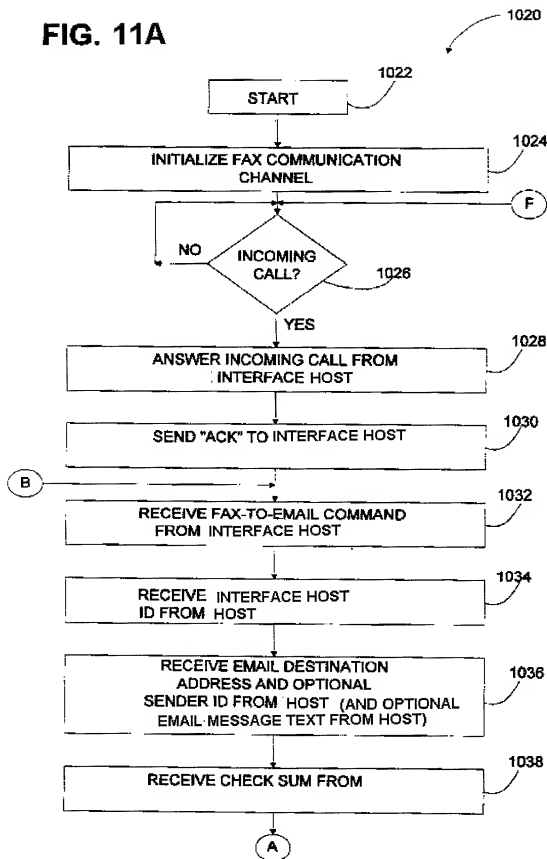 FIG. 11A
1020
1022
START
1024
INITIALIZE FAX COMMUNICATION
CHANNEL
F
NO
INCOMING
CALL?
1026
YES
1028
ANSWER INCOMING CALL FROM
INTERFACE HOST
1030
SEND "ACK" TO INTERFACE HOST
B
1032
RECEIVE FAX-TO-EMAIL COMMAND
FROM INTERFACE HOST
1034
RECEIVE INTERFACE HOST
ID FROM HOST
1036
RECEIVE EMAIL DESTINATION
ADDRESS AND OPTIONAL
SENDER ID FROM HOST (AND OPTIONAL
EMAIL MESSAGE TEXT FROM HOST)
1038
RECEIVE CHECK SUM FROM
A